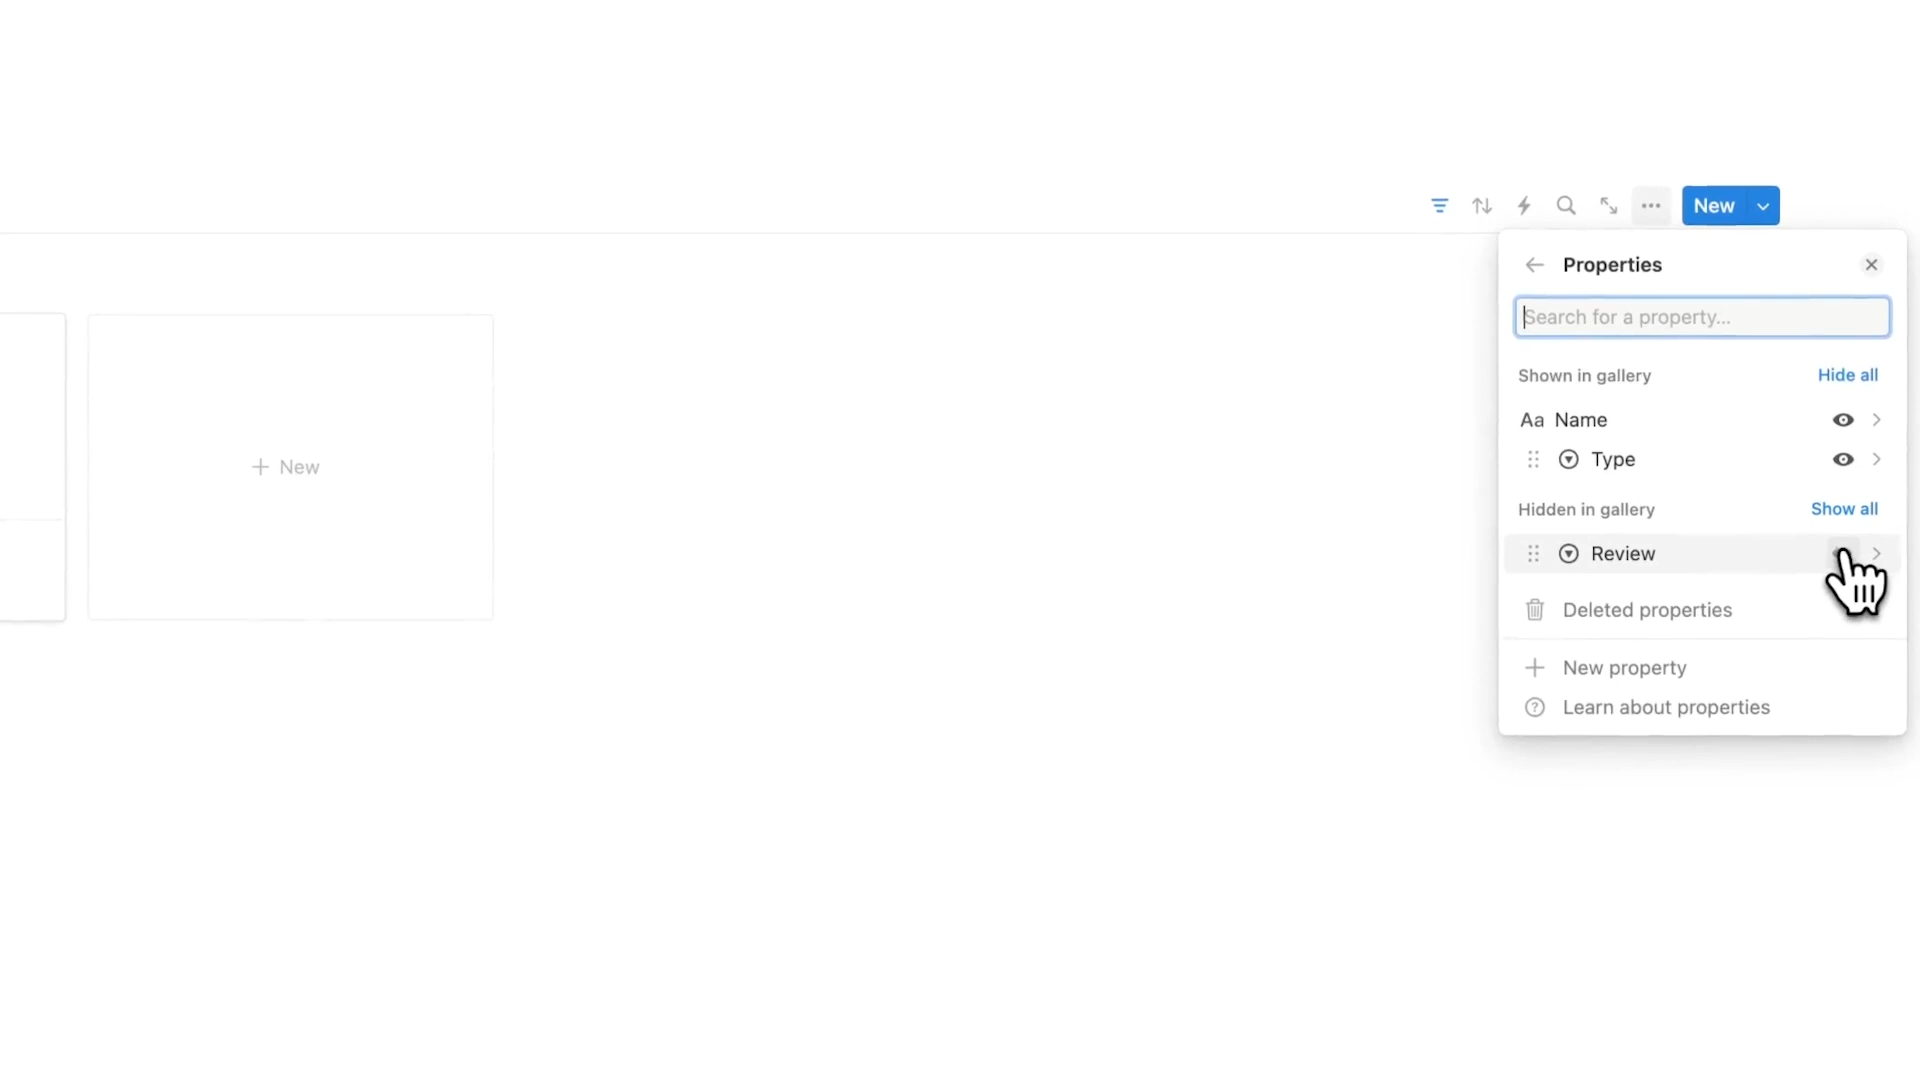 New
Properties
Search for a property...
Shown in gallery Hide all
Aa Name
Type
Hidden in gallery Show all
Review
Deleted properties
New property
Learn about properties
+ New